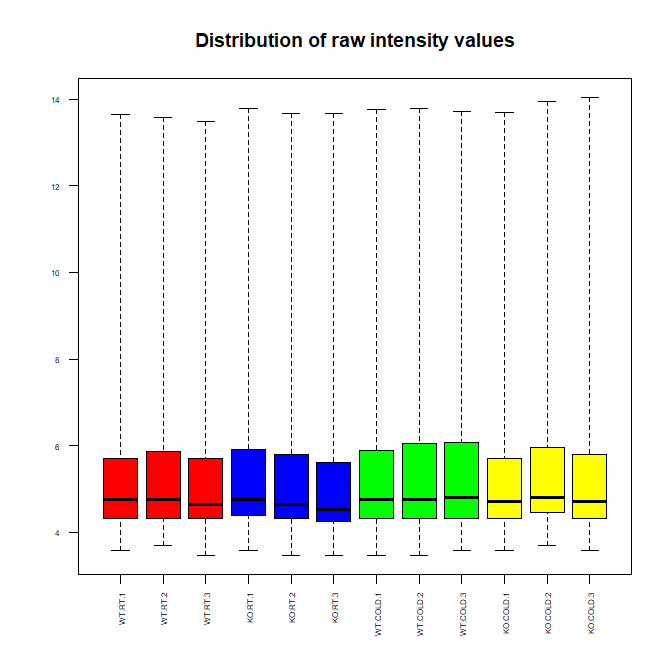 Distribution of raw intensity values
14
12
10
8
6
4
WT.RT.1
WT.RT.2
WT.RT.3
KO.RT.1
KO.RT.2
KO.RT.3
WT.COLD.1
WT.COLD.2
WT.COLD.3
KO.COLD.1
KO.COLD.2
KO.COLD.3